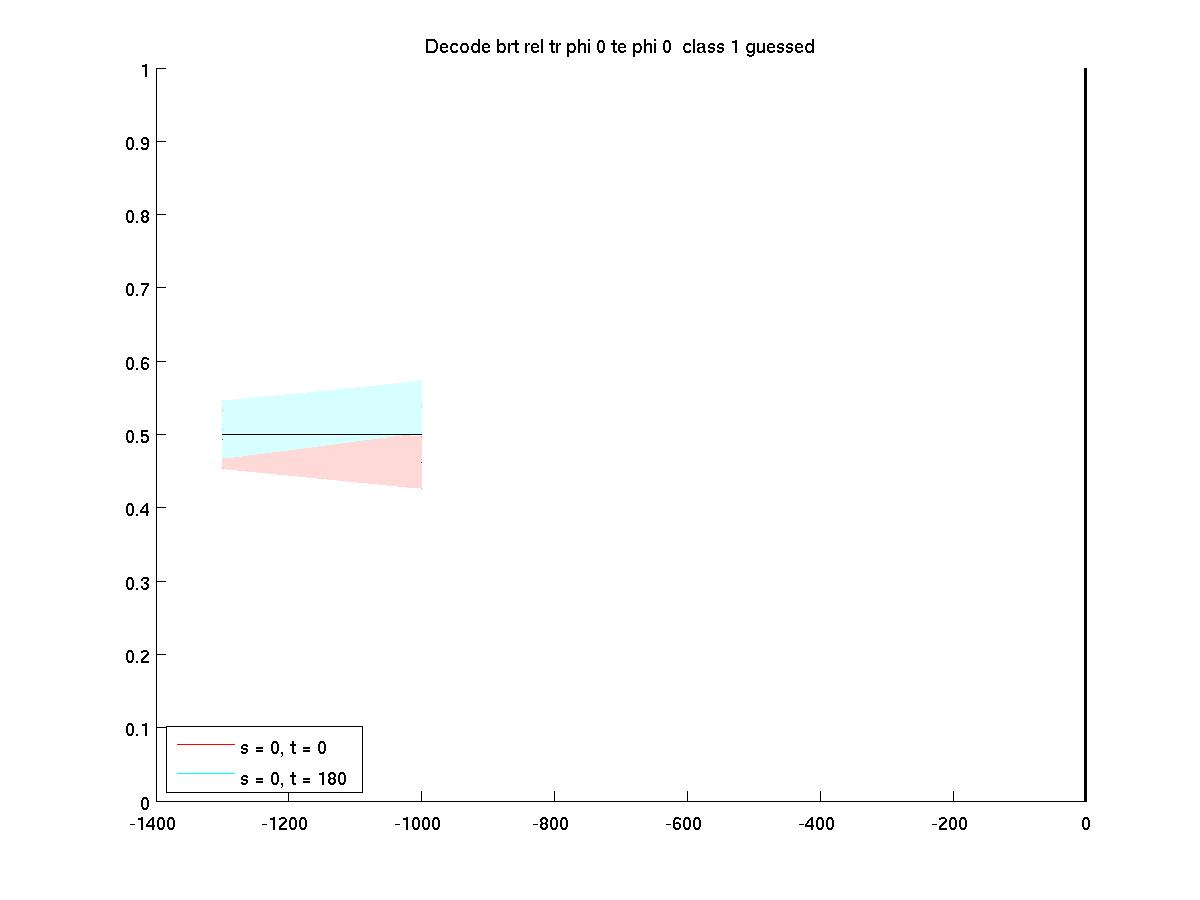 Decode brt rel tr phi 0 te phi 0  class 1 guessed
1
0.9
0.8
0.7
0.6
0.5
0.4
0.3
0.2
0.1
0
s = 0, t = 0
s = 0, t = 180
-1400 -1200 -1000 -800 -600 -400 -200 0